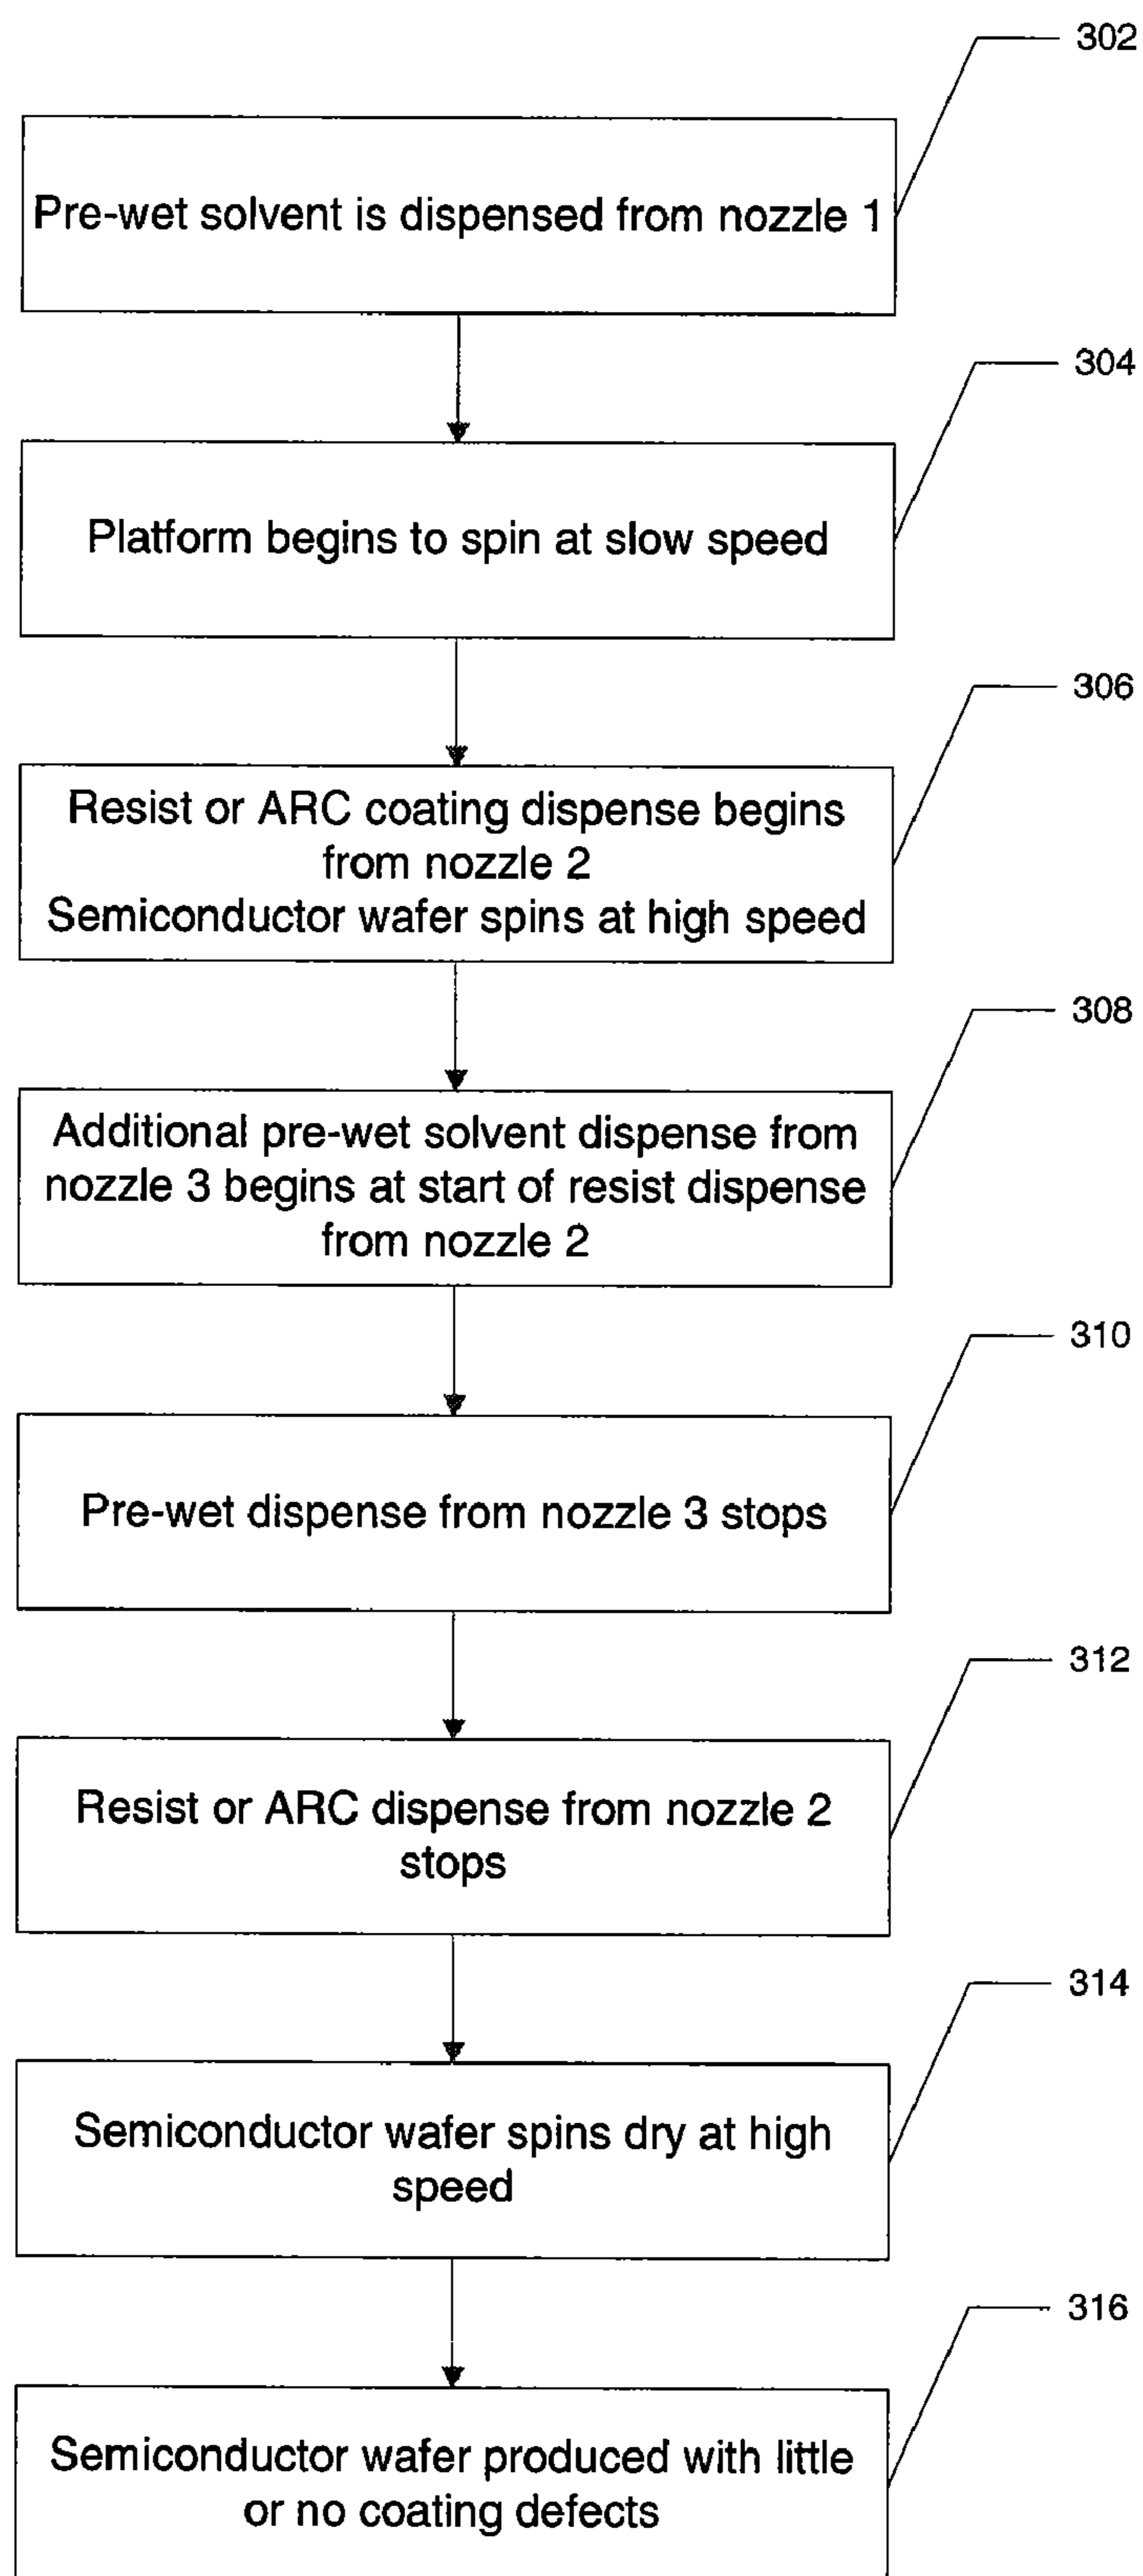 302
Pre-wet solvent is dispensed from nozzle 1
304
Platform begins to spin at slow speed
306
Resist or ARC coating dispense begins
from nozzle 2
Semiconductor wafer spins at high speed
308
Additional pre-wet solvent dispense from
nozzle 3 begins at start of resist dispense
from nozzle 2
310
Pre-wet dispense from nozzle 3 stops
312
Resist or ARC dispense from nozzle 2
stops
314
Semiconductor wafer spins dry at high
speed
316
Semiconductor wafer produced with little
or no coating defects